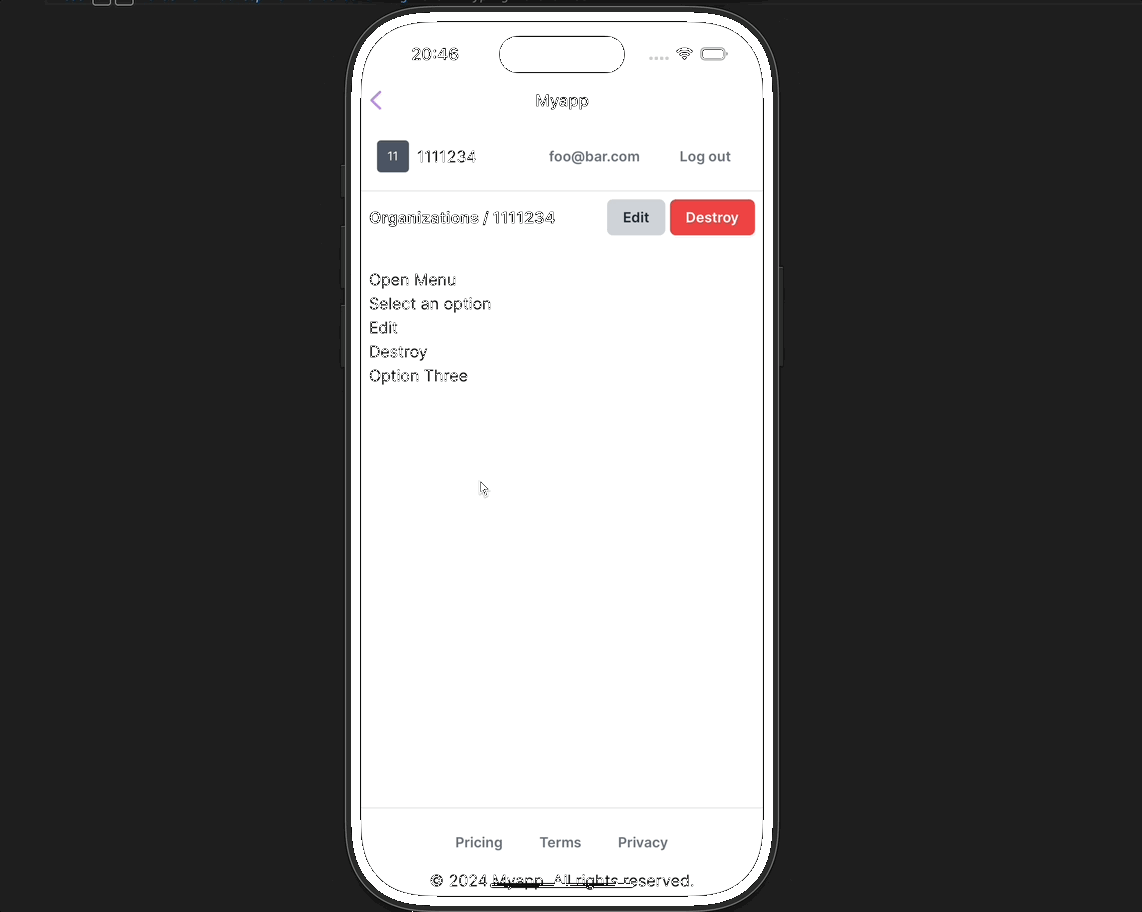 20:46
Myapp
11 1111234 foo@bar.com Log out
Organizations / 1111234 Edit Destroy
Open Menu
Select an option
Edit
Destroy
Option Three
Pricing Terms Privacy
© 2024 Myapp. All rights reserved.